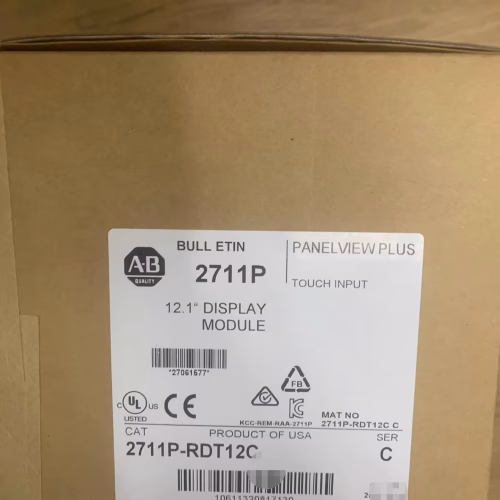 BULL ETIN
PANELVIEW PLUS
A-B
QUALITY
2711P
TOUCH INPUT
12.1" DISPLAY
MODULE
*27061577*
FB
UL
C US
LISTED
CE
KCC-REM-RAA-2711P
MAT NO
2711P-RDT12C C
CAT
PRODUCT OF USA
SER
2711P-RDT12C
C